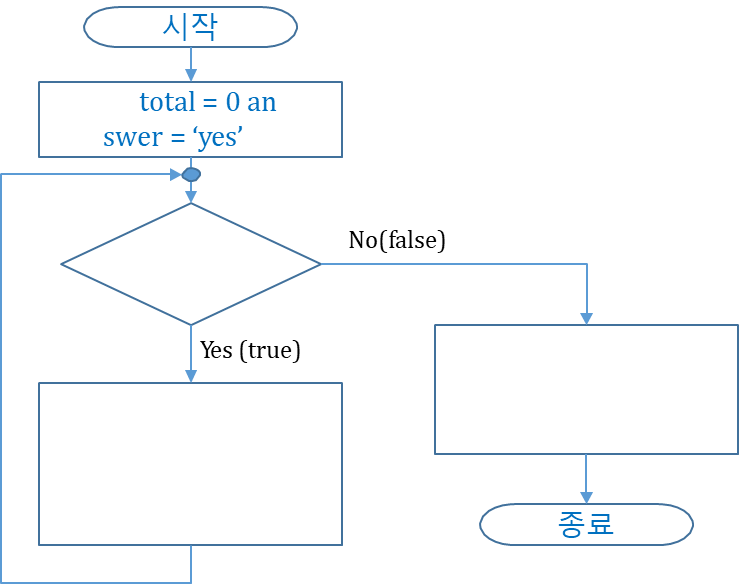 시작
total = 0 an
swer = ‘yes’
No(false)
Yes (true)
종료